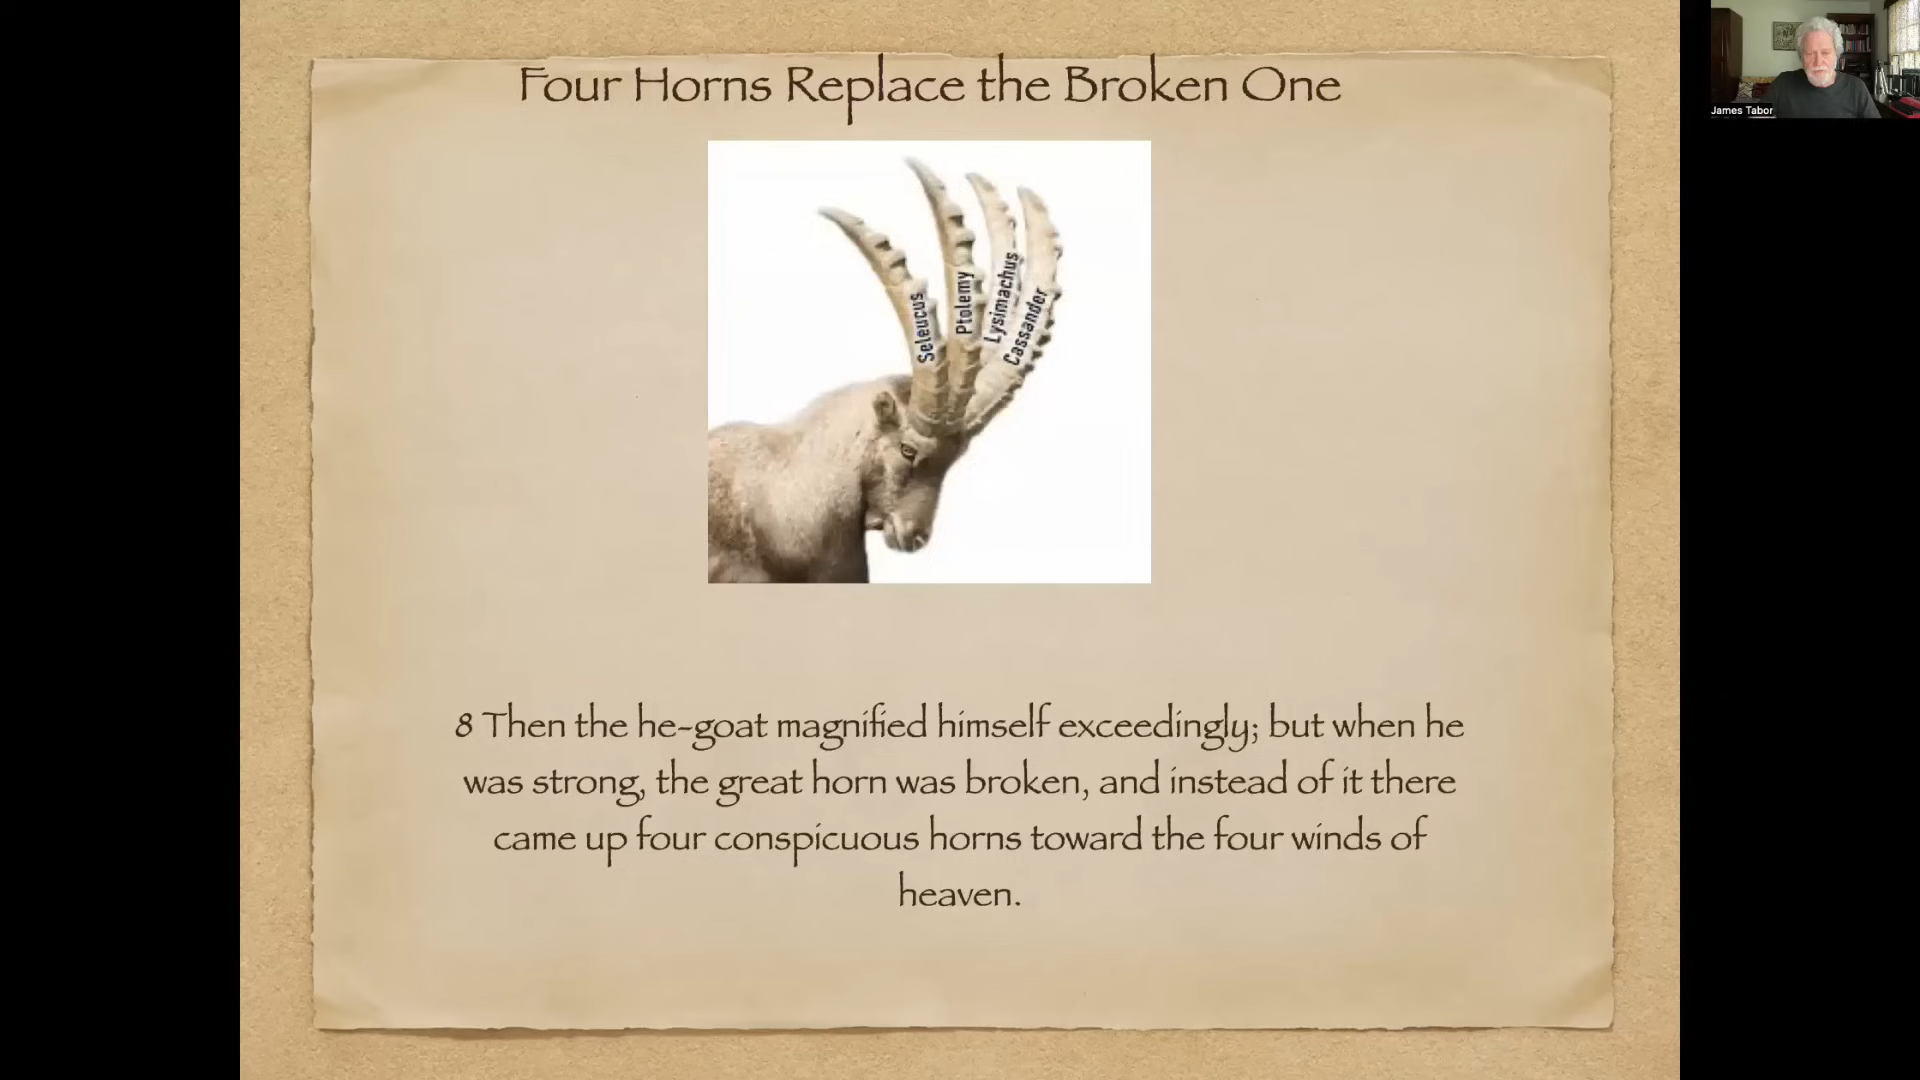 Four Horns Replace the Broken One
James Tabor
Seleucus
Ptolemy
Lysimachus
Cassander
8 Then the he-goat magnified himself exceedingly; but when he
was strong, the great horn was broken, and instead of it there
came up four conspicuous horns toward the four winds of
heaven.